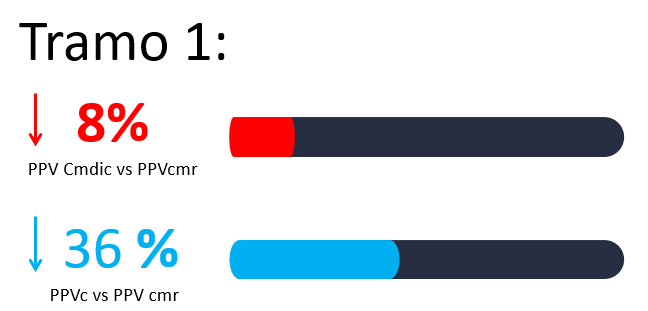 Tramo 1:
8%
PPV Cmdic vs PPVcmr
36 %
PPVc vs PPV cmr